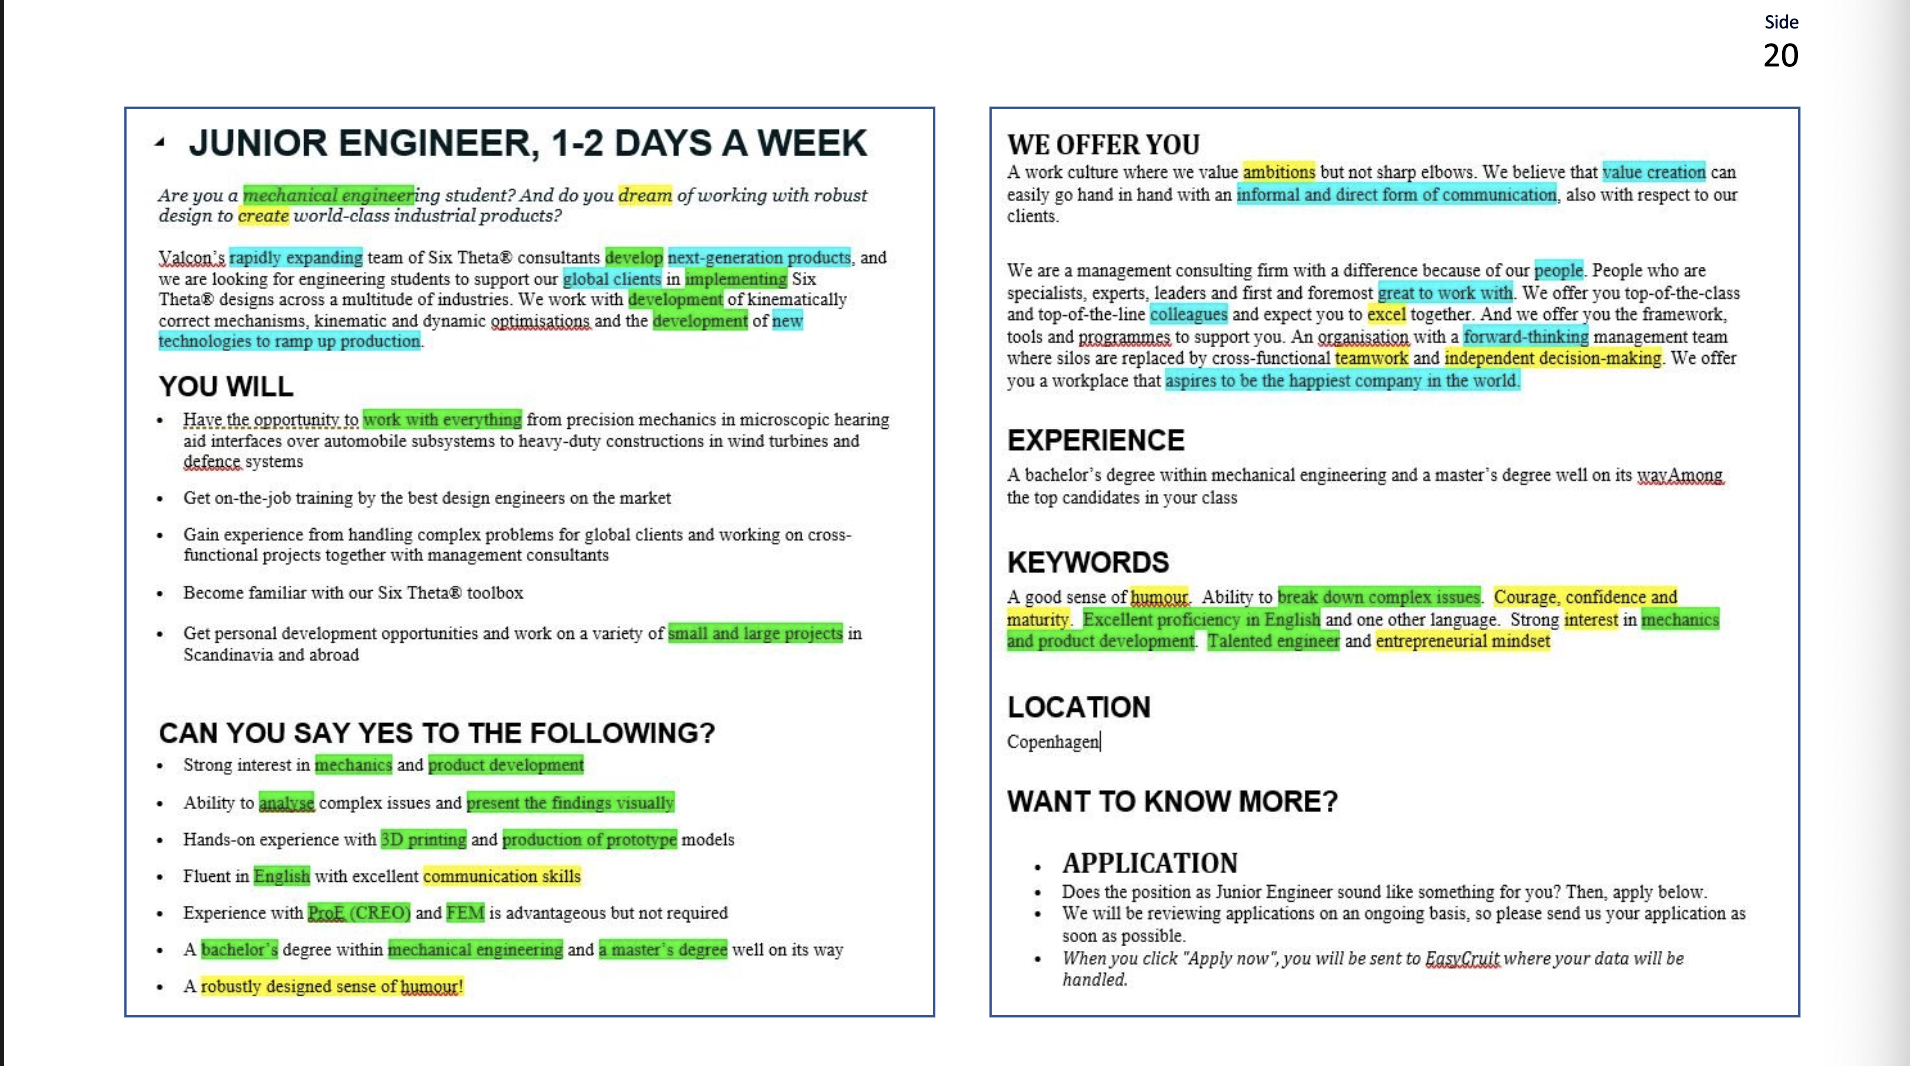 Side
20
JUNIOR ENGINEER, 1-2 DAYS A WEEK
Are you a mechanical engineering student? And do you dream of working with robust
design to create world-class industrial products?
Valcon's rapidly expanding team of Six Theta® consultants develop next-generation products, and
we are looking for engineering students to support our global clients in implementing Six
Theta® designs across a multitude of industries. We work with development of kinematically
correct mechanisms, kinematic and dynamic optimisations and the development of new
technologies to ramp up production.
YOU WILL
• Have the opportunity to work with everything from precision mechanics in microscopic hearing
aid interfaces over automobile subsystems to heavy-duty constructions in wind turbines and
defence systems
• Get on-the-job training by the best design engineers on the market
• Gain experience from handling complex problems for global clients and working on cross-
functional projects together with management consultants
• Become familiar with our Six Theta® toolbox
• Get personal development opportunities and work on a variety of small and large projects in
Scandinavia and abroad
CAN YOU SAY YES TO THE FOLLOWING?
• Strong interest in mechanics and product development
• Ability to analyse complex issues and present the findings visually
• Hands-on experience with 3D printing and production of prototype models
• Fluent in English with excellent communication skills
• Experience with ProE (CREO) and FEM is advantageous but not required
• A bachelor's degree within mechanical engineering and a master's degree well on its way
• A robustly designed sense of humour!
WE OFFER YOU
A work culture where we value ambitions but not sharp elbows. We believe that value creation can
easily go hand in hand with an informal and direct form of communication, also with respect to our
clients.
We are a management consulting firm with a difference because of our people. People who are
specialists, experts, leaders and first and foremost great to work with. We offer you top-of-the-class
and top-of-the-line colleagues and expect you to excel together. And we offer you the framework,
tools and programmes to support you. An organisation with a forward-thinking management team
where silos are replaced by cross-functional teamwork and independent decision-making. We offer
you a workplace that aspires to be the happiest company in the world.
EXPERIENCE
A bachelor's degree within mechanical engineering and a master's degree well on its wayAmong
the top candidates in your class
KEYWORDS
A good sense of humour. Ability to break down complex issues. Courage, confidence and
maturity. Excellent proficiency in English and one other language. Strong interest in mechanics
and product development. Talented engineer and entrepreneurial mindset
LOCATION
Copenhagen
WANT TO KNOW MORE?
• APPLICATION
• Does the position as Junior Engineer sound like something for you? Then, apply below.
• We will be reviewing applications on an ongoing basis, so please send us your application as
soon as possible.
• When you click "Apply now", you will be sent to EasyCruit where your data will be
handled.